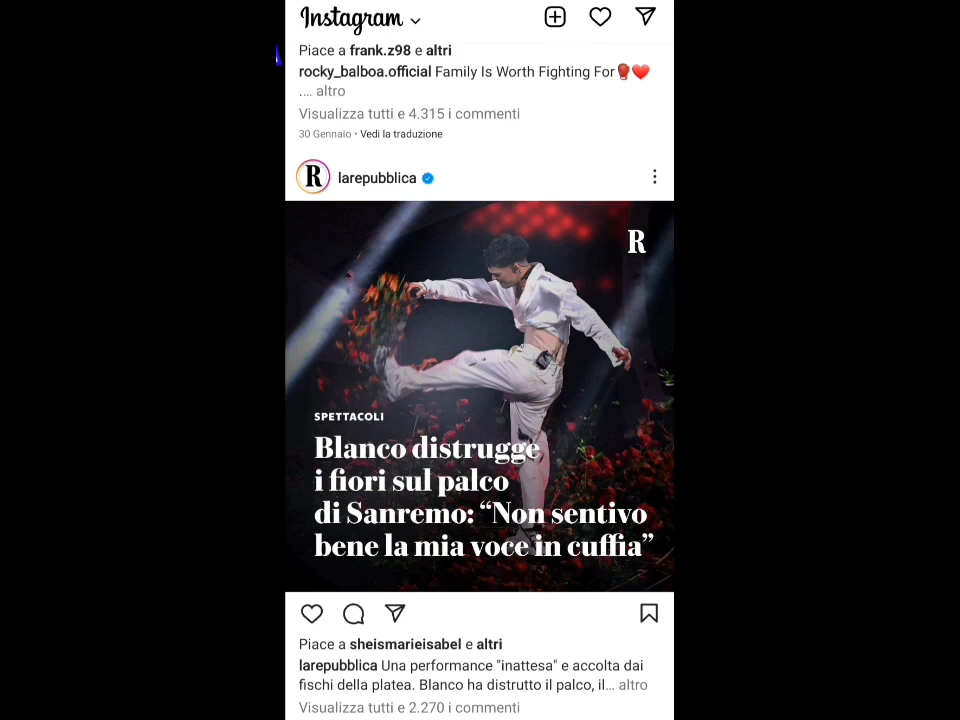 Instagram
Piace a frank.z98 e altri
rocky_balboa.official Family Is Worth Fighting For🥊❤️
.... altro
Visualizza tutti e 4.315 i commenti
30 Gennaio • Vedi la traduzione
R larepubblica
R
SPETTACOLI
Blanco distrugge
i fiori sul palco
di Sanremo: “Non sentivo
bene la mia voce in cuffia”
Piace a sheismarieisabel e altri
larepubblica Una performance "inattesa" e accolta dai
fischi della platea. Blanco ha distrutto il palco, il... altro
Visualizza tutti e 2.270 i commenti